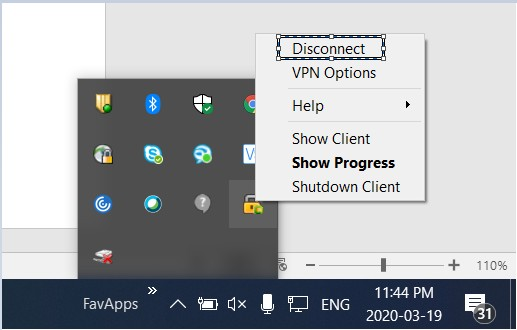 Disconnect
VPN Options
Help
Show Client
Show Progress
Shutdown Client
110%
FavApps
»
ENG
11:44 PM
2020-03-19
31